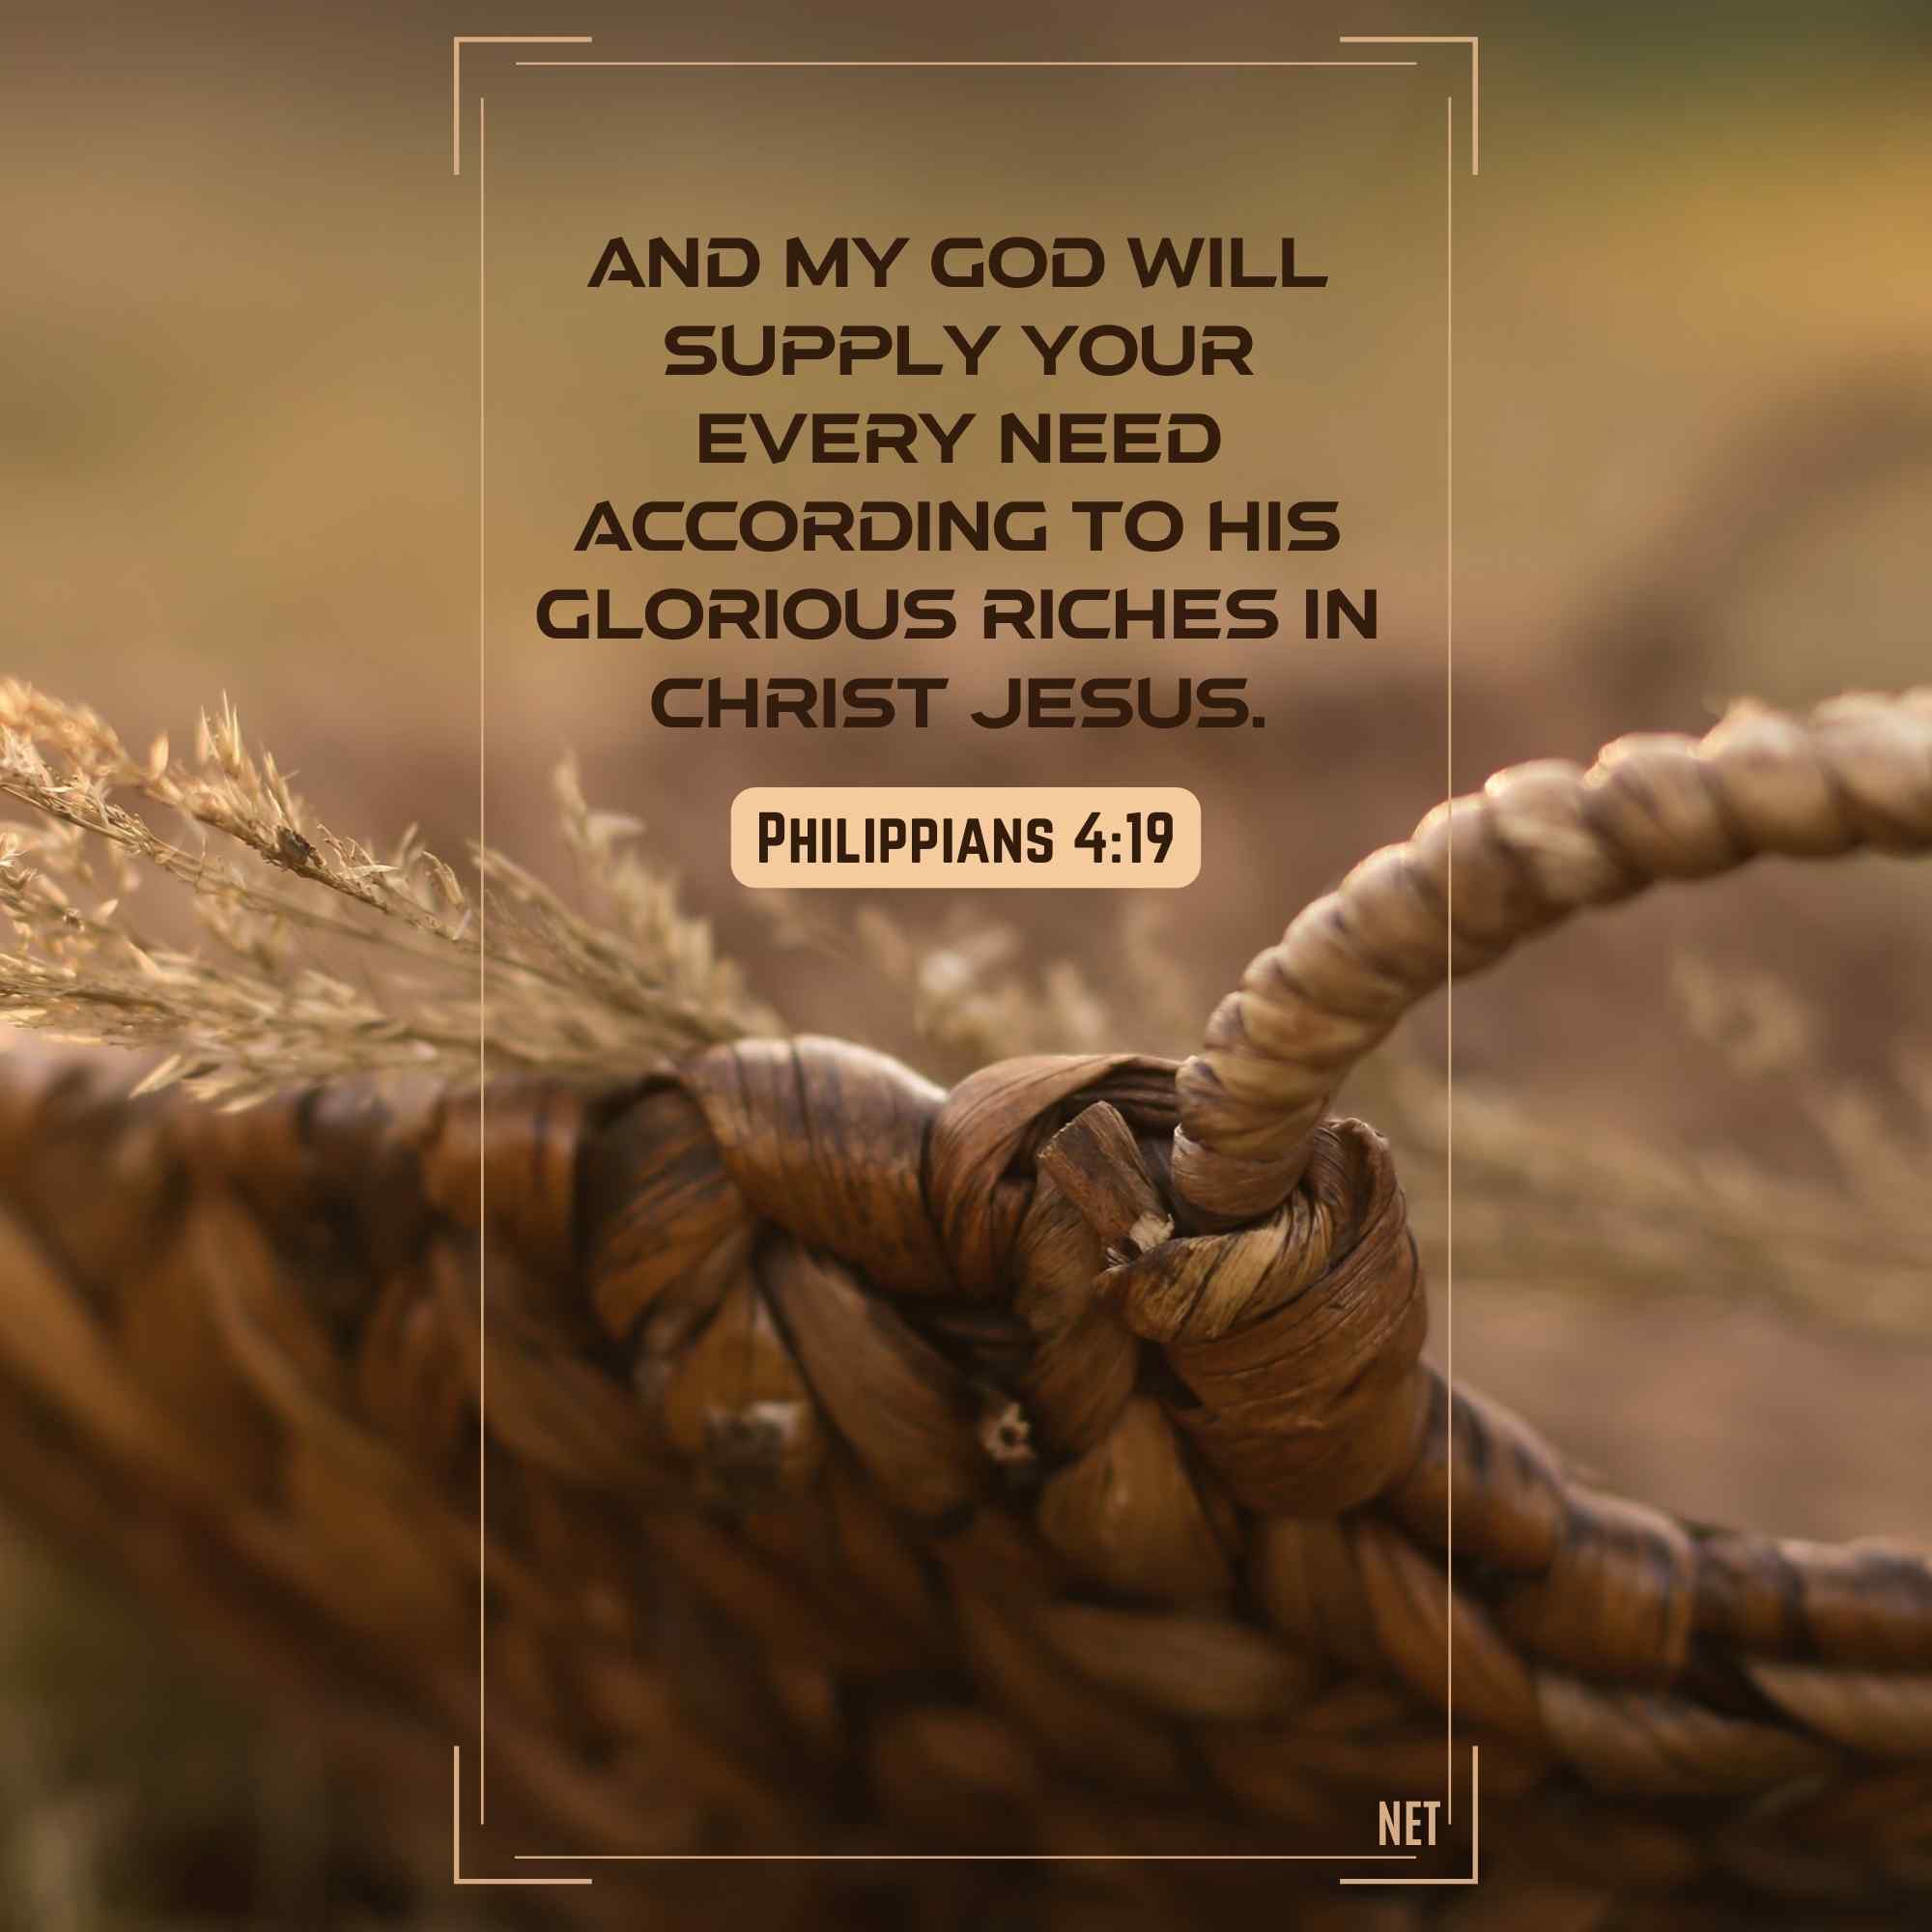 AND MY GOD WILL
SUPPLY YOUR
EVERY NEED
ACCORDING TO HIS
GLORIOUS RICHES IN
CHRIST JESUS.
PHILIPPIANS 4:19
NET